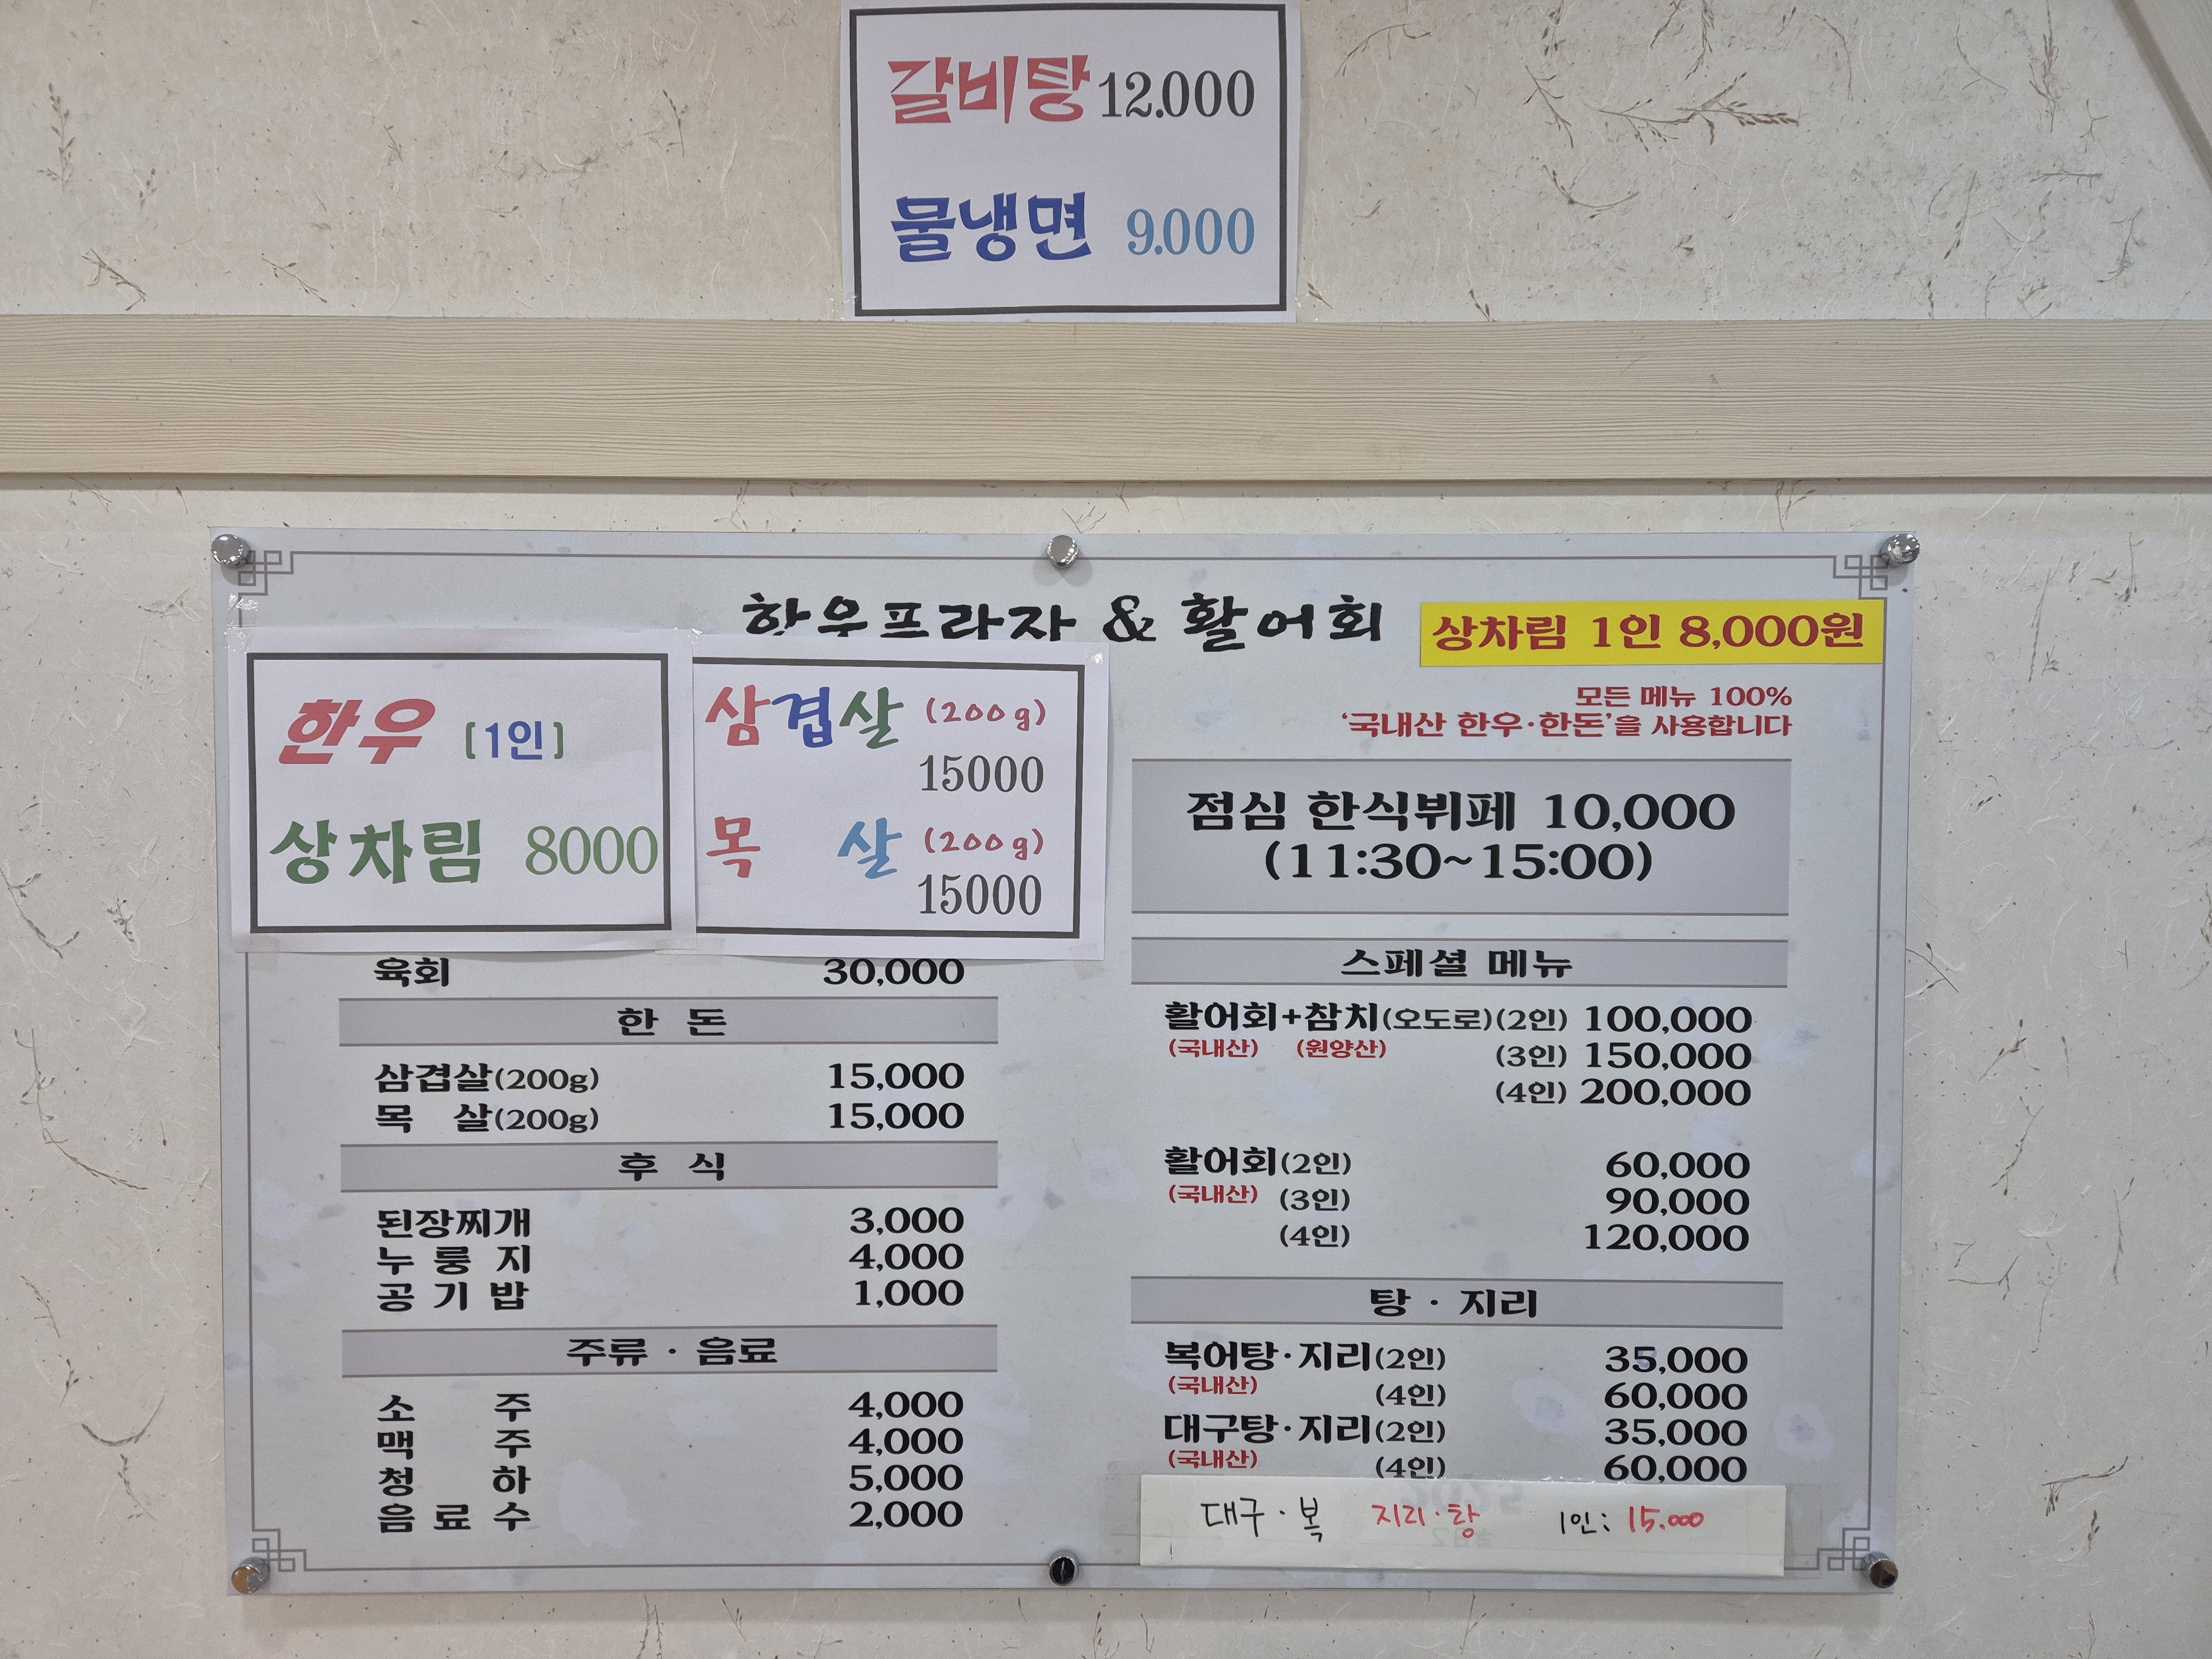 갈비탕 12.000
물냉면 9.000
한우프라자 & 활어회
상차림 1인 8,000원
한우 (1인)
상차림 8000
삼겹살 (200g)
15000
목 살 (200g)
15000
육회 30,000
한 돈
삼겹살(200g) 15,000
목 살(200g) 15,000
후 식
된장찌개 3,000
누 룽 지 4,000
공 기 밥 1,000
주류 · 음료
소 주 4,000
맥 주 4,000
청 하 5,000
음 료 수 2,000
모든 메뉴 100%
'국내산 한우·한돈'을 사용합니다
점심 한식뷔페 10,000
(11:30~15:00)
스페셜 메뉴
활어회+참치(오도로)(2인) 100,000
(국내산) (원양산) (3인) 150,000
(4인) 200,000
활어회(2인) 60,000
(국내산) (3인) 90,000
(4인) 120,000
탕 · 지리
복어탕·지리(2인) 35,000
(국내산) (4인) 60,000
대구탕·지리(2인) 35,000
(국내산) (4인) 60,000
대구·복 지리·탕 1인: 15.000